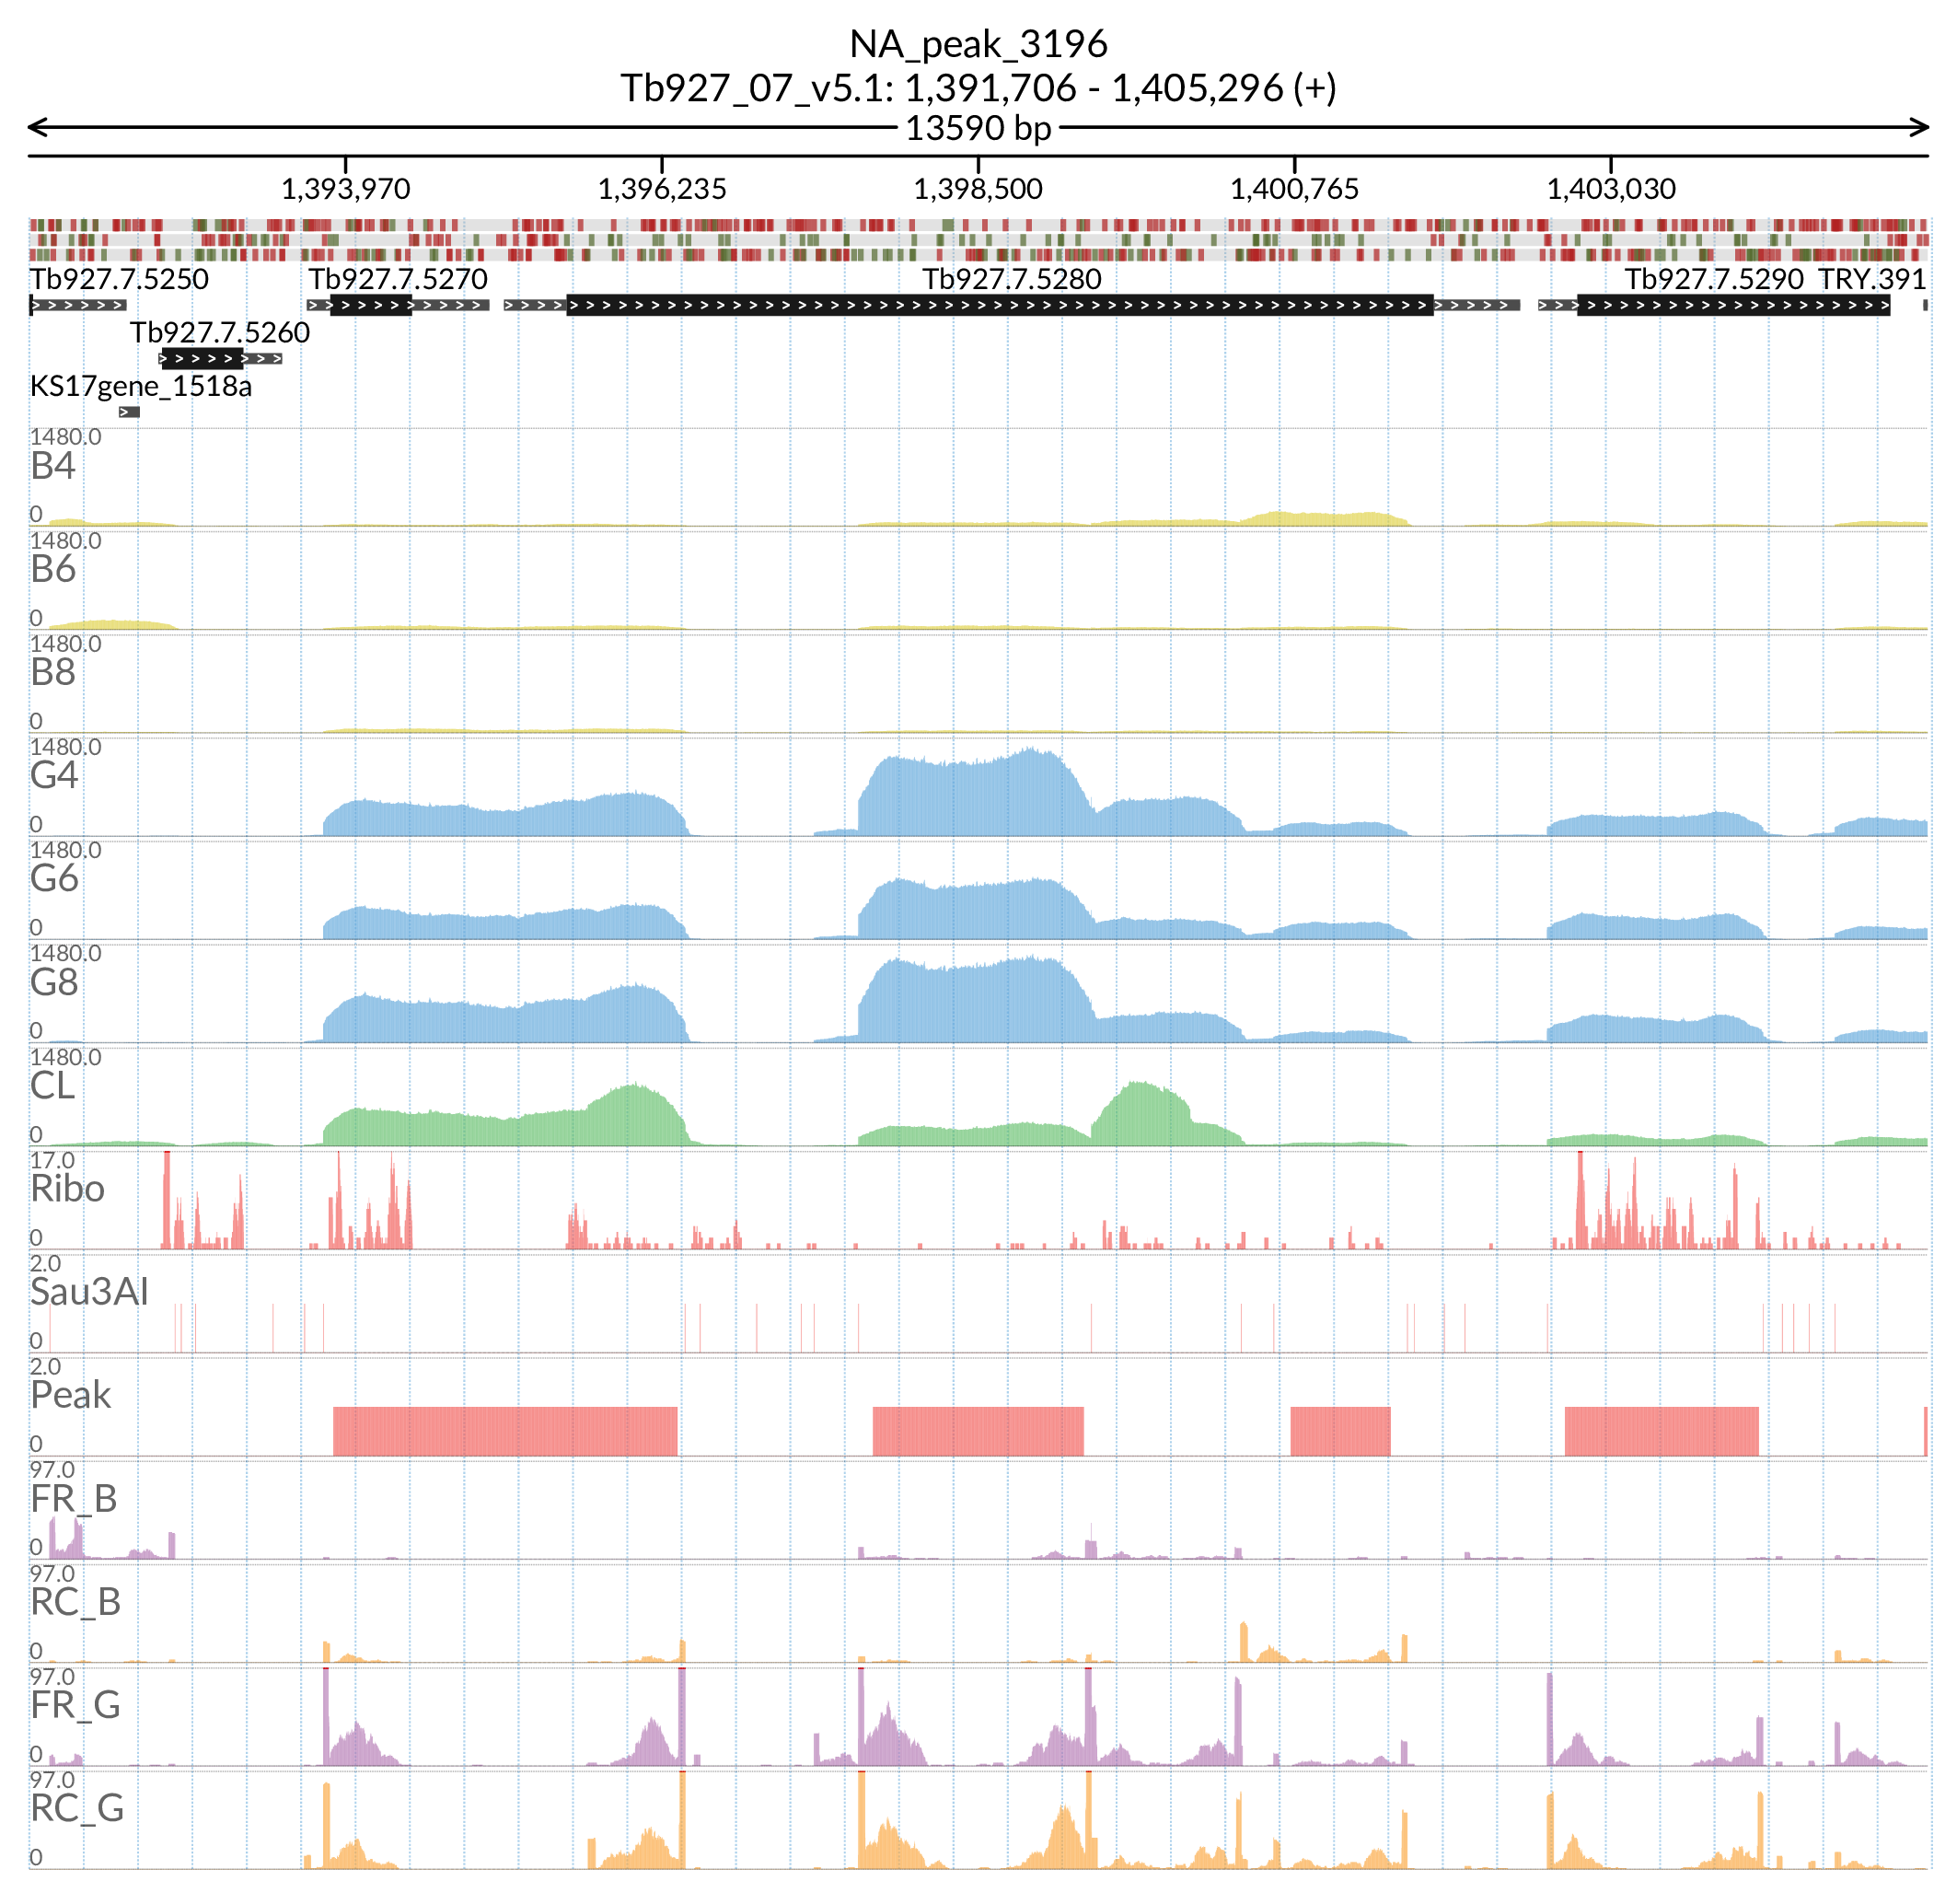 NA_peak_3196
Tb927_07_v5.1: 1,391,706 - 1,405,296 (+)
13590 bp
1,393,970 1,396,235 1,398,500 1,400,765 1,403,030
Tb927.7.5250 Tb927.7.5270 Tb927.7.5280 Tb927.7.5290 TRY.391
Tb927.7.5260
KS17gene_1518a
1480.0
B4
0
1480.0
B6
0
1480.0
B8
0
1480.0
G4
0
1480.0
G6
0
1480.0
G8
0
1480.0
CL
0
17.0
Ribo
0
2.0
Sau3AI
0
2.0
Peak
0
97.0
FR_B
0
97.0
RC_B
0
97.0
FR_G
0
97.0
RC_G
0